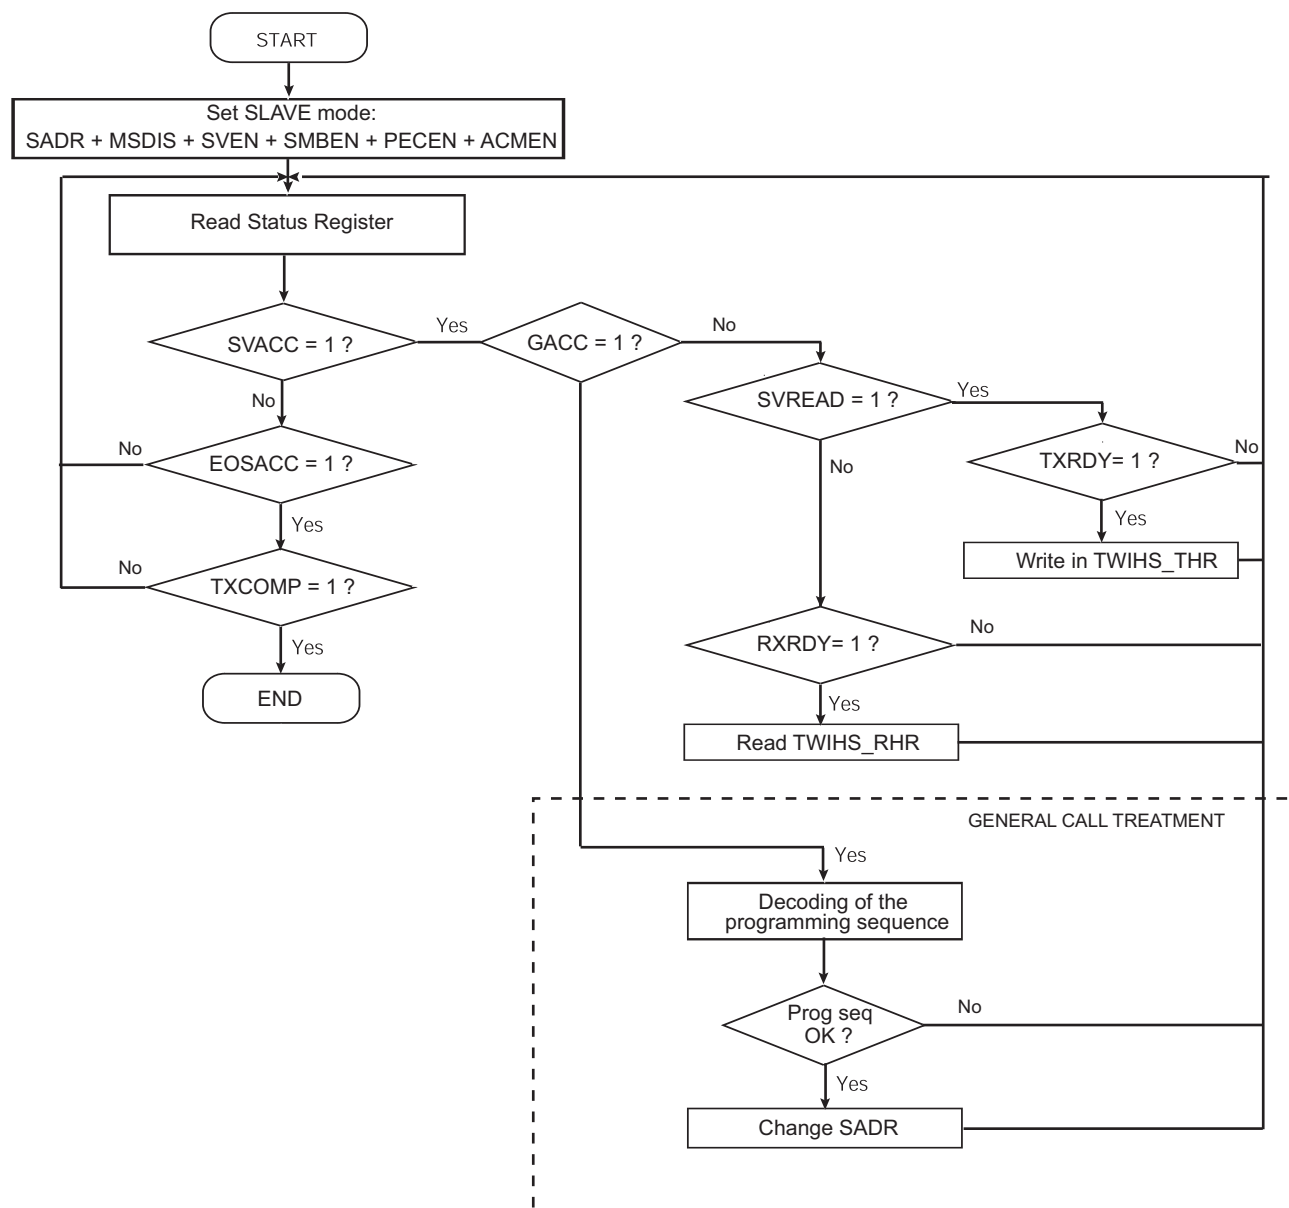 START
Set SLAVE mode:
SADR + MSDIS + SVEN + SMBEN + PECEN + ACMEN
Read Status Register
SVACC = 1 ?
Yes
GACC = 1 ?
No
SVREAD = 1 ?
Yes
No
EOSACC = 1 ?
No
No
TXRDY= 1 ?
No
Yes
Yes
Write in TWIHS_THR
TXCOMP = 1 ?
No
Yes
RXRDY= 1 ?
No
END
Yes
Read TWIHS_RHR
GENERAL CALL TREATMENT
Yes
Decoding of the
programming sequence
Prog seq
OK ?
No
Yes
Change SADR